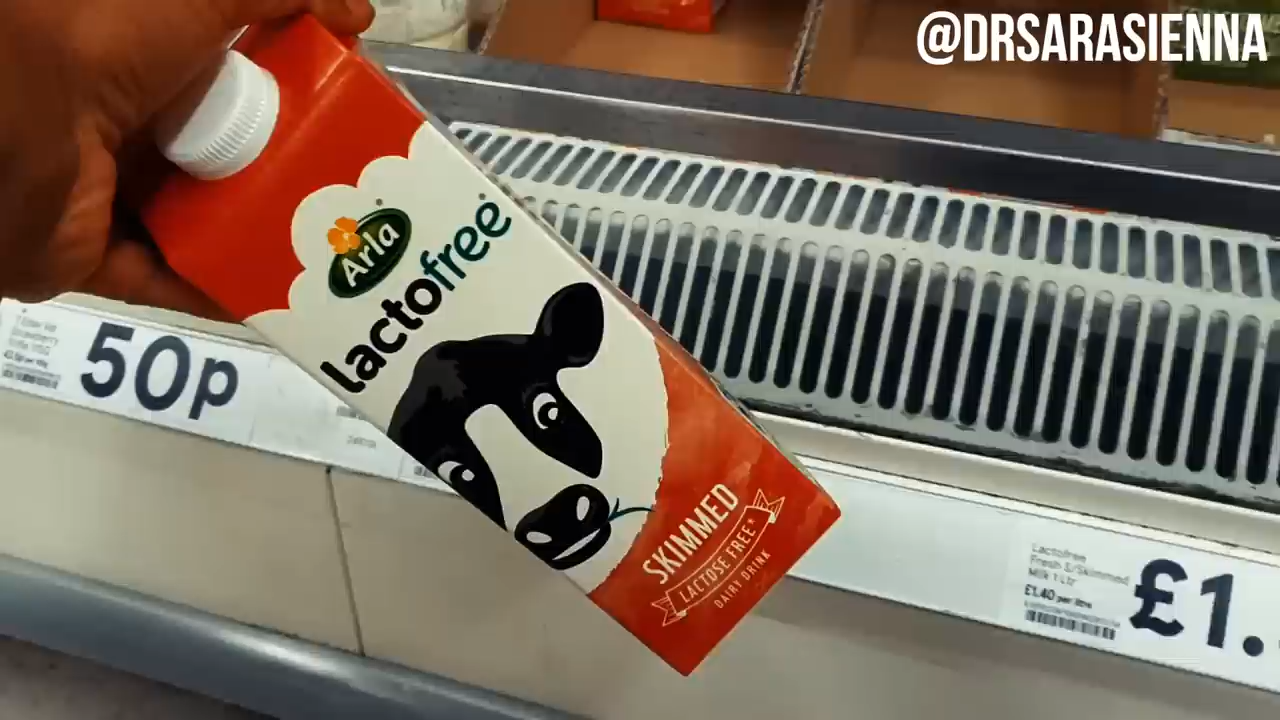 @DRSARASIENNA
Arla
lactofree
SKIMMED
LACTOSE FREE*
DAIRY DRINK
50p
Lactofree
Fresh S/Skimmed
Milk 1 Ltr
£1.40 per litre
£1.